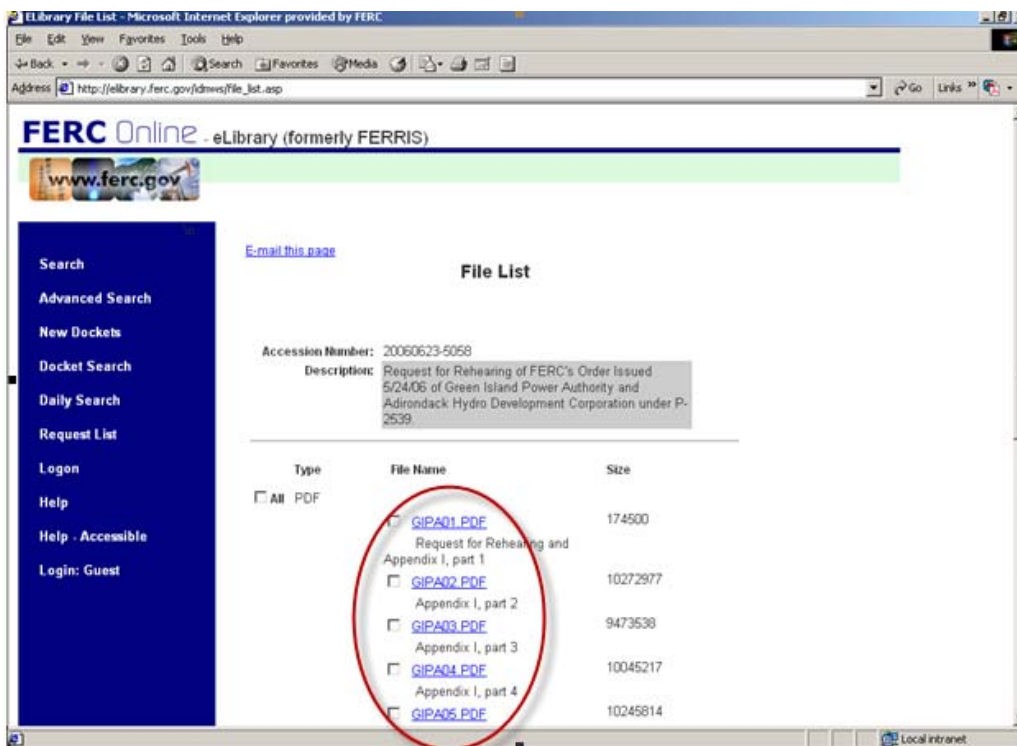 ELibrary File List - Microsoft Internet Explorer provided by FERC
File Edit View Favorites Tools Help
Back Search Favorites Media
Address http://elibrary.ferc.gov/idmws/file_list.asp Go Links »
FERC Online - eLibrary (formerly FERRIS)
www.ferc.gov
Search
Advanced Search
New Dockets
Docket Search
Daily Search
Request List
Logon
Help
Help - Accessible
Login: Guest
E-mail this page
File List
Accession Number: 20060623-5058
Description: Request for Rehearing of FERC's Order Issued
5/24/06 of Green Island Power Authority and
Adirondack Hydro Development Corporation under P-
2539.
Type File Name Size
All PDF
GIPA01.PDF 174500
Request for Rehearing and
Appendix I, part 1
GIPA02.PDF 10272977
Appendix I, part 2
GIPA03.PDF 9473538
Appendix I, part 3
GIPA04.PDF 10045217
Appendix I, part 4
GIPA05.PDF 10245814
Local intranet